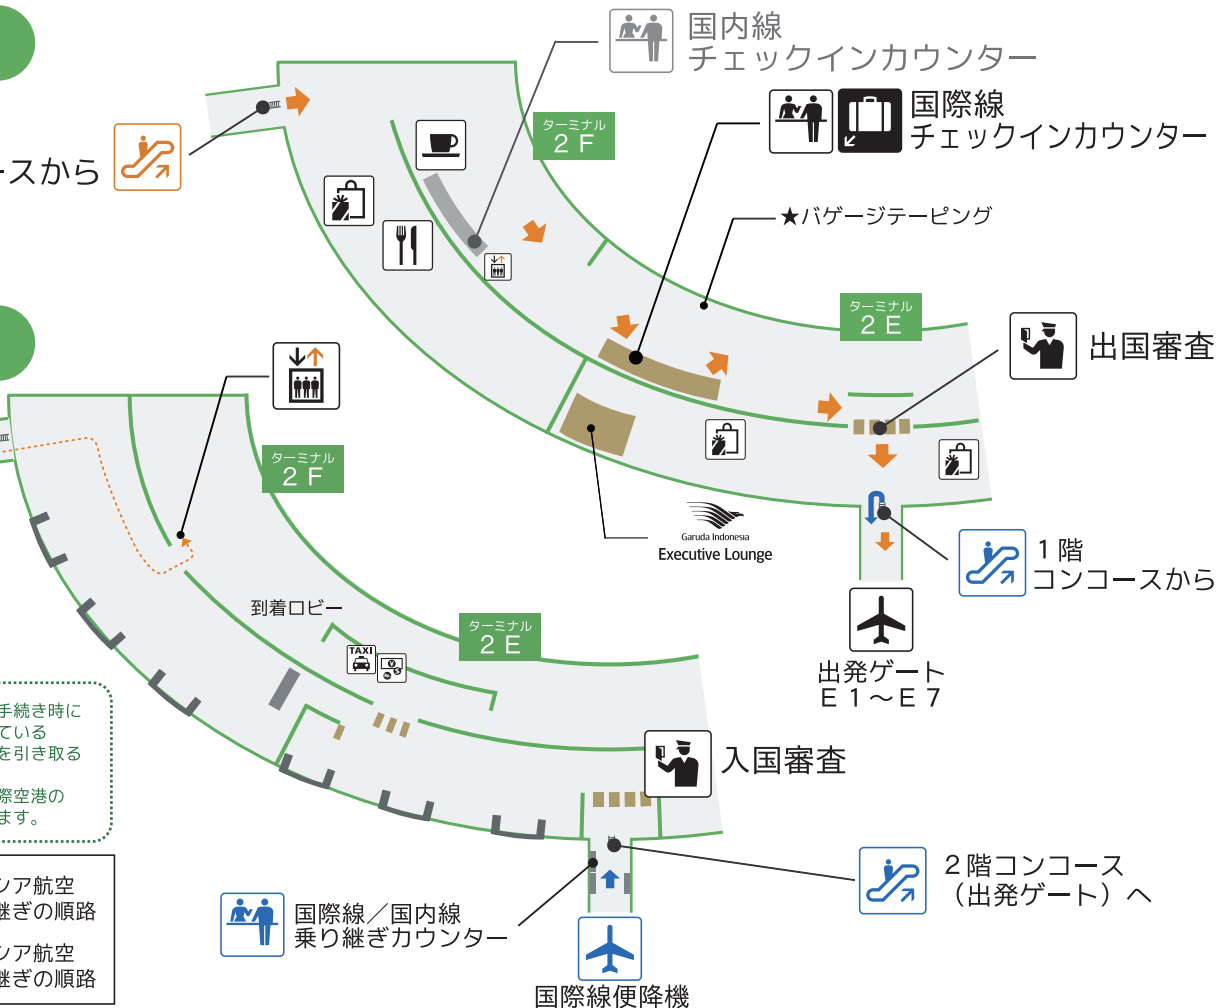 国内線
チェックインカウンター
国際線
チェックインカウンター
ターミナル
2 F
ースから
★バゲージテーピング
ターミナル
2 E
出国審査
ターミナル
2 F
Garuda Indonesia
Executive Lounge
1 階
コンコースから
到着ロビー
TAXI
ターミナル
2 E
出発ゲート
E 1～E 7
手続き時に
ている
を引き取る
際空港の
ます。
入国審査
シア航空
継ぎの順路
シア航空
継ぎの順路
2 階コンコース
（出発ゲート）へ
国際線／国内線
乗り継ぎカウンター
国際線便降機